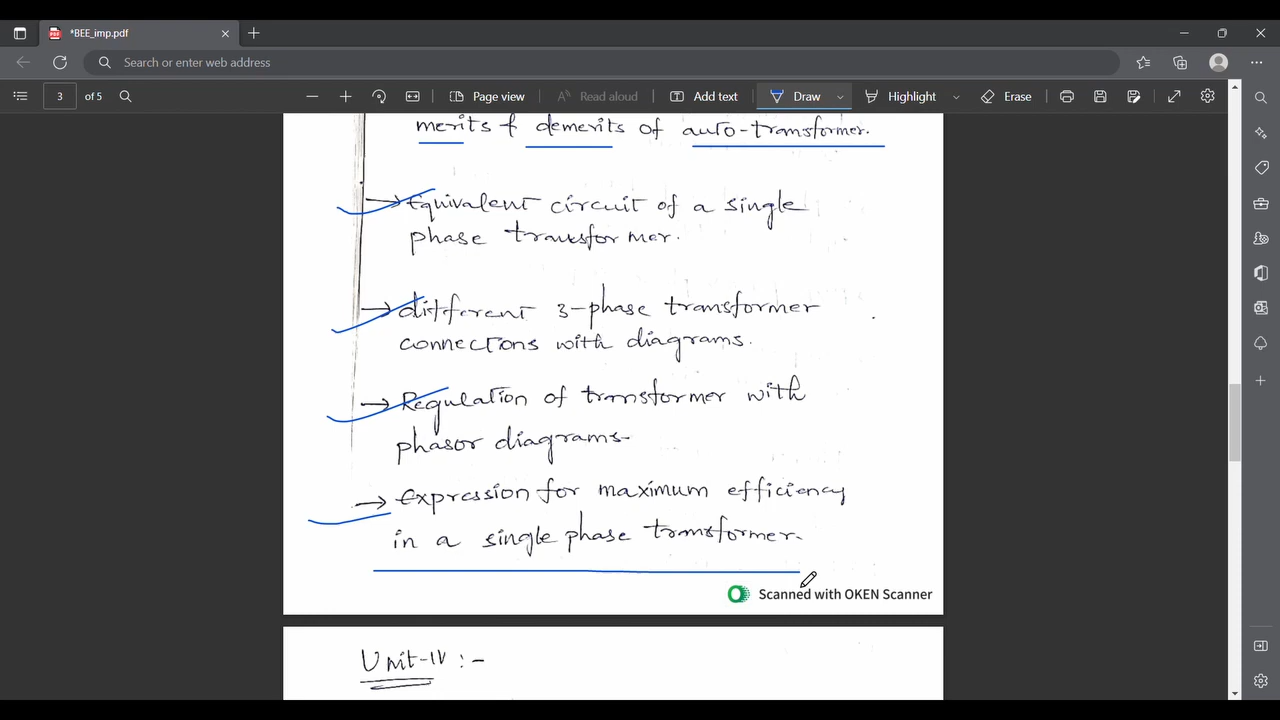 *BEE_imp.pdf
Search or enter web address
3 of 5 Page view Read aloud Add text Draw Highlight Erase
merits & demerits of auto-transformer.
→ Equivalent circuit of a single
phase transformer.
→ different 3-phase transformer
connections with diagrams.
→ Regulation of transformer with
phasor diagrams-
→ Expression for maximum efficiency
in a single phase transformer.
Scanned with OKEN Scanner
Unit-IV :-